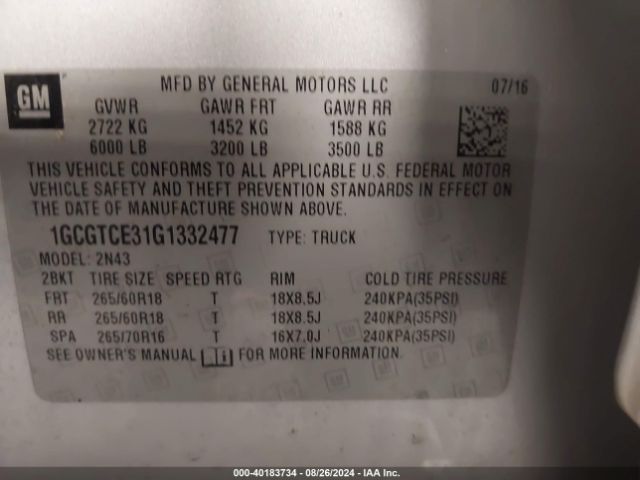 GM
MFD BY GENERAL MOTORS LLC 07/16
GVWR GAWR FRT GAWR RR
2722 KG 1452 KG 1588 KG
6000 LB 3200 LB 3500 LB
THIS VEHICLE CONFORMS TO ALL APPLICABLE U.S. FEDERAL MOTOR
VEHICLE SAFETY AND THEFT PREVENTION STANDARDS IN EFFECT ON
THE DATE OF MANUFACTURE SHOWN ABOVE.
1GCGTCE31G1332477 TYPE: TRUCK
MODEL: 2N43
2BKT TIRE SIZE SPEED RTG RIM COLD TIRE PRESSURE
FRT 265/60R18 T 18X8.5J 240KPA(35PSI)
RR 265/60R18 T 18X8.5J 240KPA(35PSI)
SPA 265/70R16 T 16X7.0J 240KPA(35PSI)
SEE OWNER'S MANUAL FOR MORE INFORMATION.
000-40183734 - 08/26/2024 - IAA Inc.